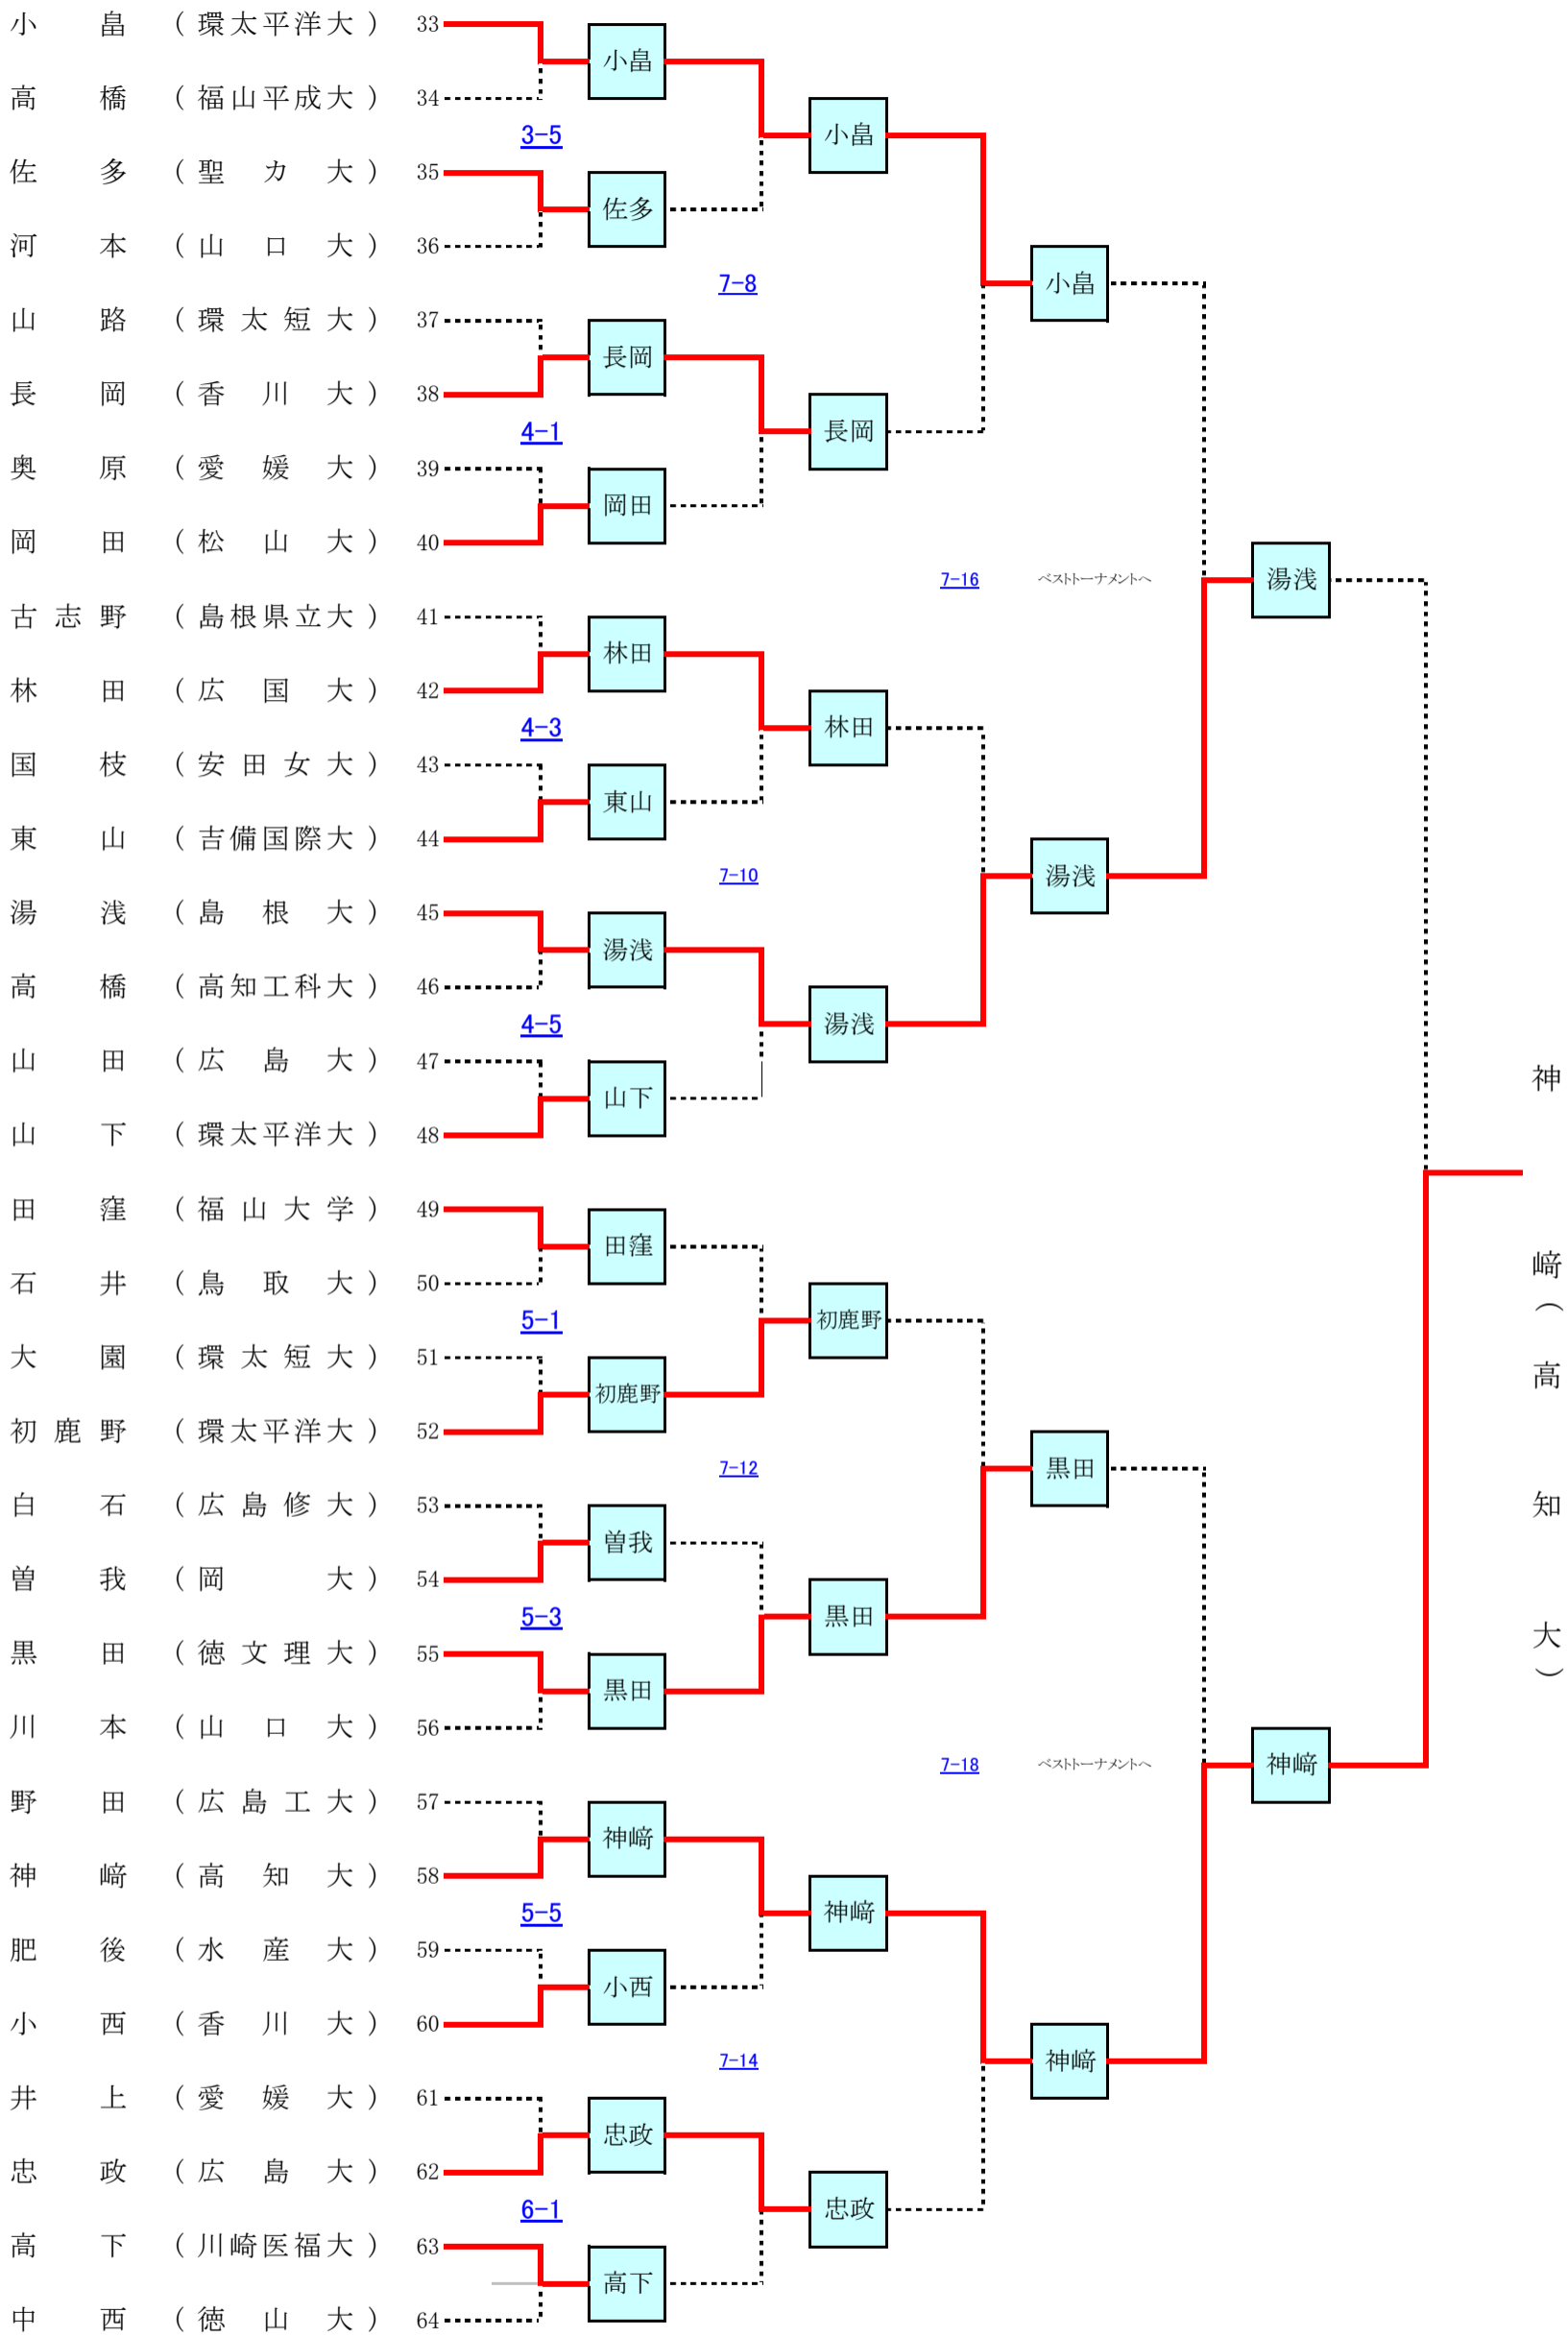 小畠（環太平洋大）33
高橋（福山平成大）34
佐多（聖カ大）35
河本（山口大）36
山路（環太短大）37
長岡（香川大）38
奥原（愛媛大）39
岡田（松山大）40
古志野（島根県立大）41
林田（広国大）42
国枝（安田女大）43
東山（吉備国際大）44
湯浅（島根大）45
高橋（高知工科大）46
山田（広島大）47
山下（環太平洋大）48
田窪（福山大学）49
石井（鳥取大）50
大園（環太短大）51
初鹿野（環太平洋大）52
白石（広島修大）53
曽我（岡大）54
黒田（徳文理大）55
川本（山口大）56
野田（広島工大）57
神﨑（高知大）58
肥後（水産大）59
小西（香川大）60
井上（愛媛大）61
忠政（広島大）62
高下（川崎医福大）63
中西（徳山大）64
小畠
3-5
佐多
長岡
4-1
岡田
林田
4-3
東山
湯浅
4-5
山下
田窪
5-1
初鹿野
曽我
5-3
黒田
神﨑
5-5
小西
忠政
6-1
高下
小畠
7-8
長岡
林田
7-10
湯浅
初鹿野
7-12
黒田
神﨑
7-14
忠政
小畠
7-16 ベストトーナメントへ
湯浅
黒田
7-18 ベストトーナメントへ
神﨑
湯浅
神﨑
神﨑（高知大）